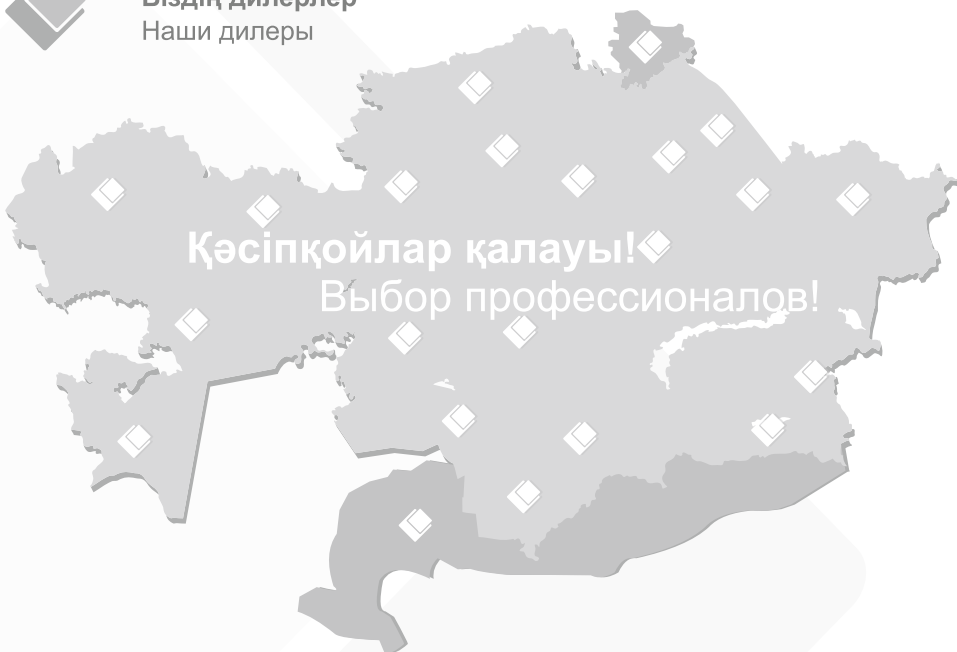 Біздің дилерлер
Наши дилеры
Қәсіпқойлар қалауы!
Выбор профессионалов!